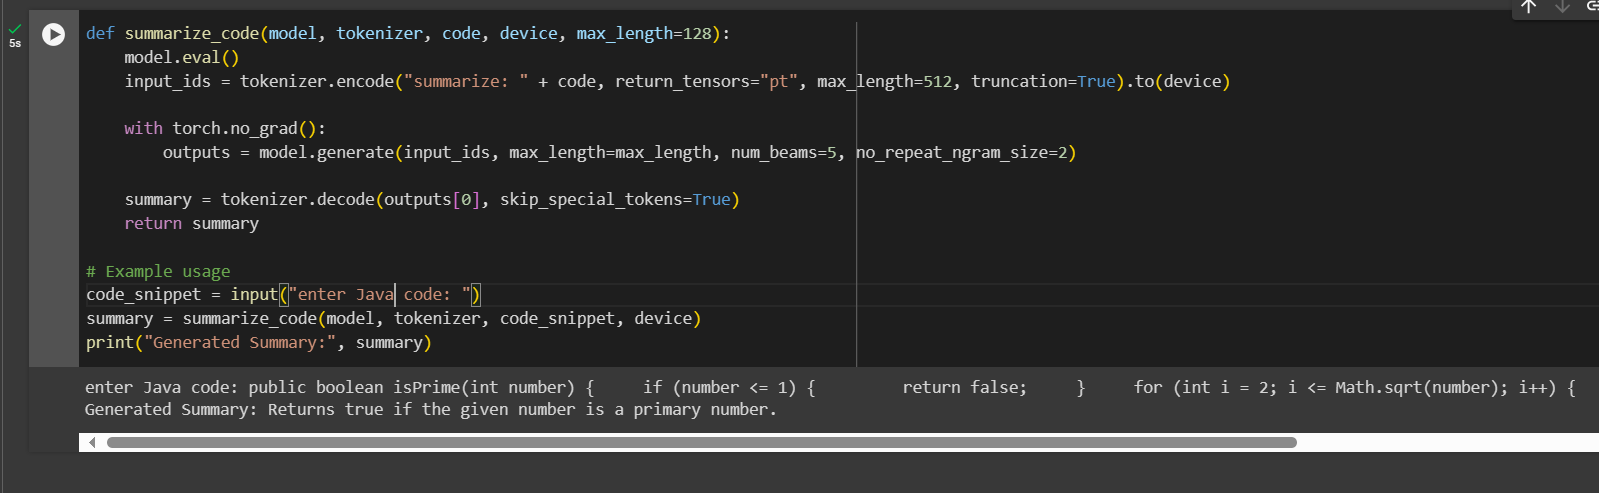 5s
def summarize_code(model, tokenizer, code, device, max_length=128):
    model.eval()
    input_ids = tokenizer.encode("summarize: " + code, return_tensors="pt", max_length=512, truncation=True).to(device)
    with torch.no_grad():
        outputs = model.generate(input_ids, max_length=max_length, num_beams=5, no_repeat_ngram_size=2)
    summary = tokenizer.decode(outputs[0], skip_special_tokens=True)
    return summary
# Example usage
code_snippet = input("enter Java code: ")
summary = summarize_code(model, tokenizer, code_snippet, device)
print("Generated Summary:", summary)
enter Java code: public boolean isPrime(int number) {     if (number <= 1) {         return false;     }     for (int i = 2; i <= Math.sqrt(number); i++) {
Generated Summary: Returns true if the given number is a primary number.